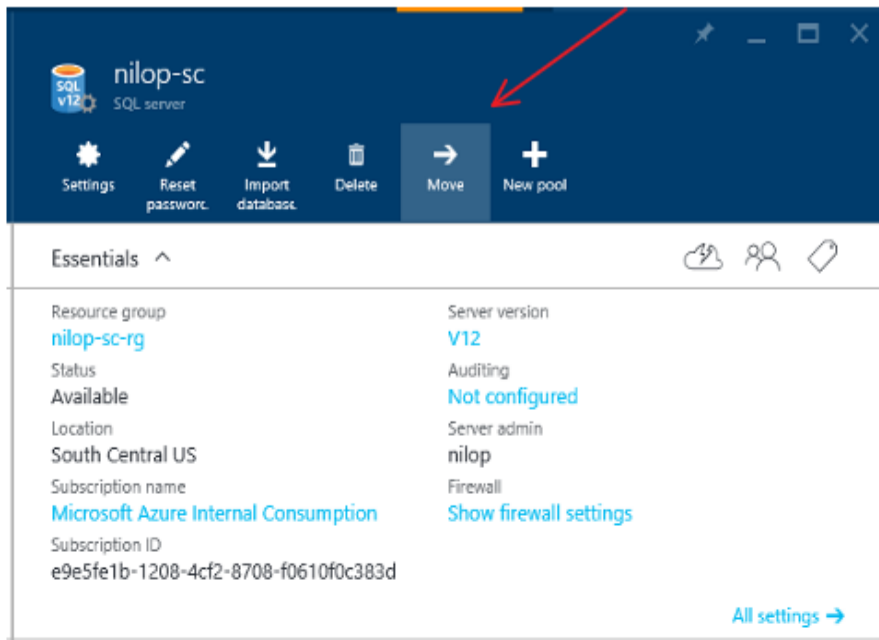 nilop-sc
SQL
v12
SQL server
Settings
Reset
passworc.
Import
database.
Delete
Move
New pool
Essentials
Resource group
nilop-sc-rg
Server version
V12
Status
Available
Auditing
Not configured
Location
South Central US
Server admin
nilop
Subscription name
Microsoft Azure Internal Consumption
Firewall
Show firewall settings
Subscription ID
e9e5fe1b-1208-4cf2-8708-f0610f0c383d
All settings